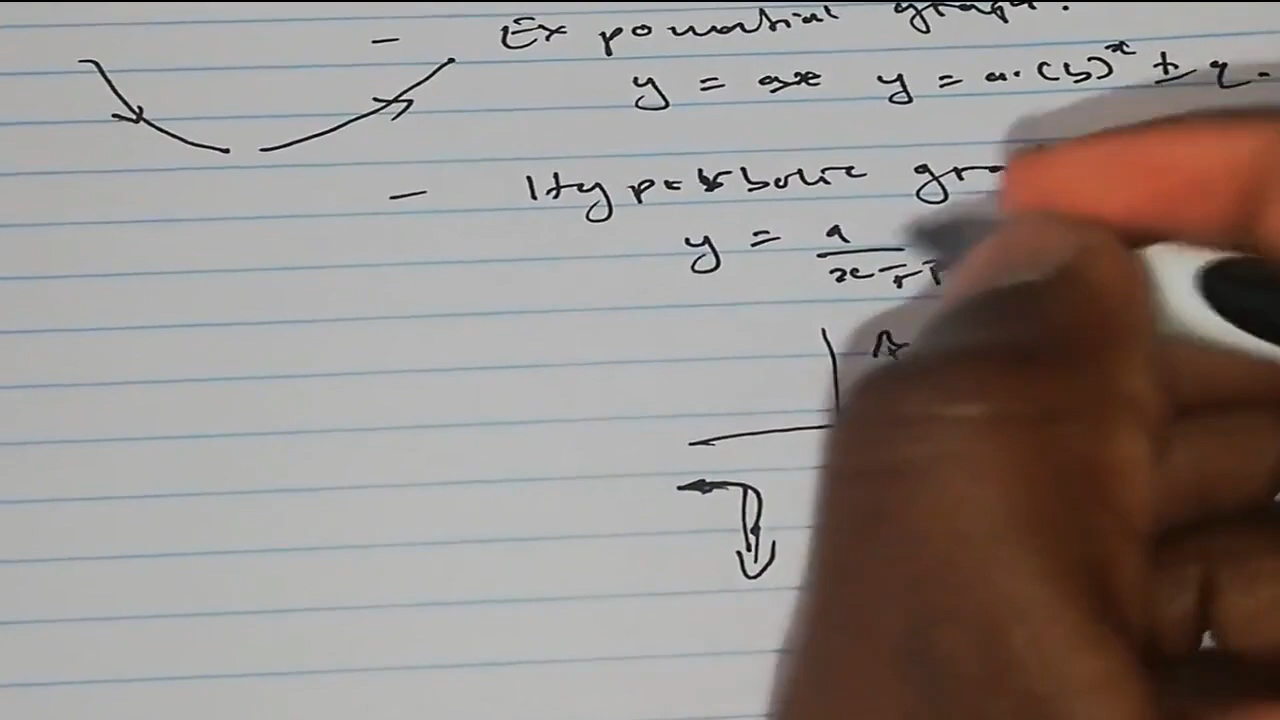 - Exponential graph.
y = ax y = a.(b)^x ± q.
- Hyperbolic gra
y = a/(x ∓ p